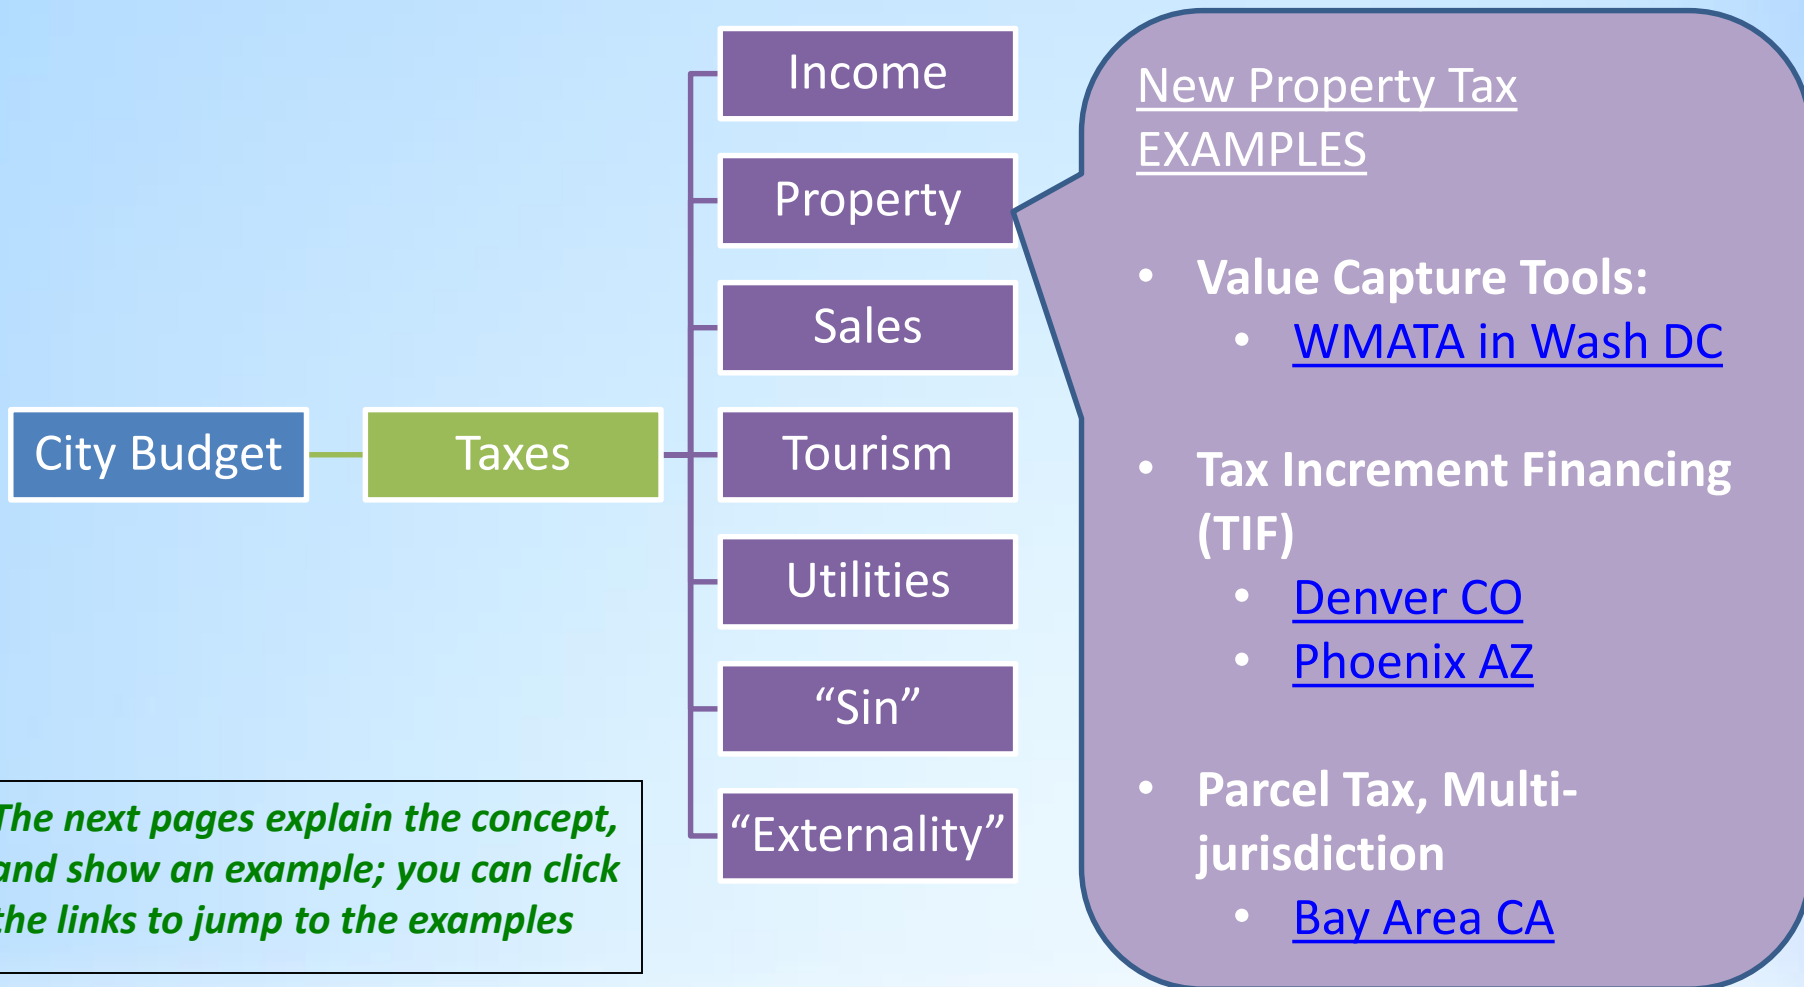 City Budget
Taxes
Income
Property
Sales
Tourism
Utilities
“Sin”
“Externality”
New Property Tax
EXAMPLES
• Value Capture Tools:
• WMATA in Wash DC
• Tax Increment Financing
(TIF)
• Denver CO
• Phoenix AZ
• Parcel Tax, Multi-
jurisdiction
• Bay Area CA
The next pages explain the concept,
and show an example; you can click
the links to jump to the examples